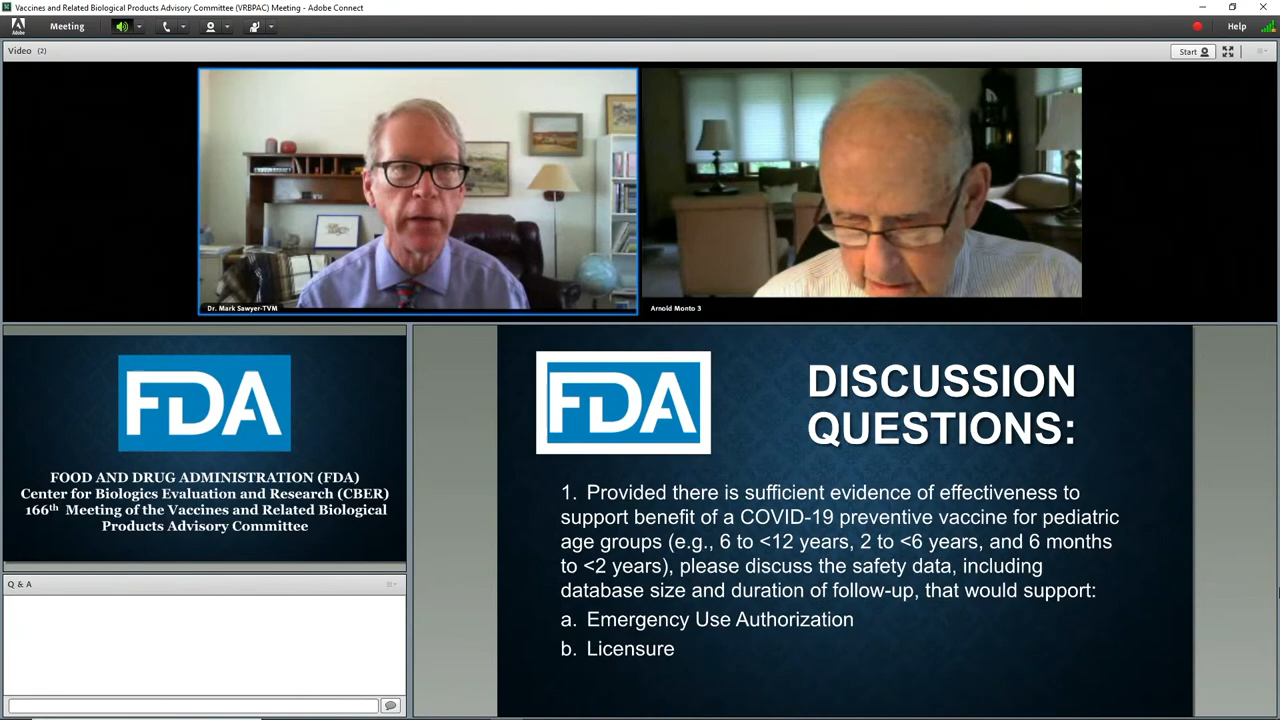 Vaccines and Related Biological Products Advisory Committee (VRBPAC) Meeting - Adobe Connect
Meeting
Help
Video (2)
Start
Dr. Mark Sawyer-TVM
Arnold Monto 3
FDA
FOOD AND DRUG ADMINISTRATION (FDA)
Center for Biologics Evaluation and Research (CBER)
166th Meeting of the Vaccines and Related Biological
Products Advisory Committee
Q & A
FDA
DISCUSSION
QUESTIONS:
1. Provided there is sufficient evidence of effectiveness to
support benefit of a COVID-19 preventive vaccine for pediatric
age groups (e.g., 6 to <12 years, 2 to <6 years, and 6 months
to <2 years), please discuss the safety data, including
database size and duration of follow-up, that would support:
a. Emergency Use Authorization
b. Licensure